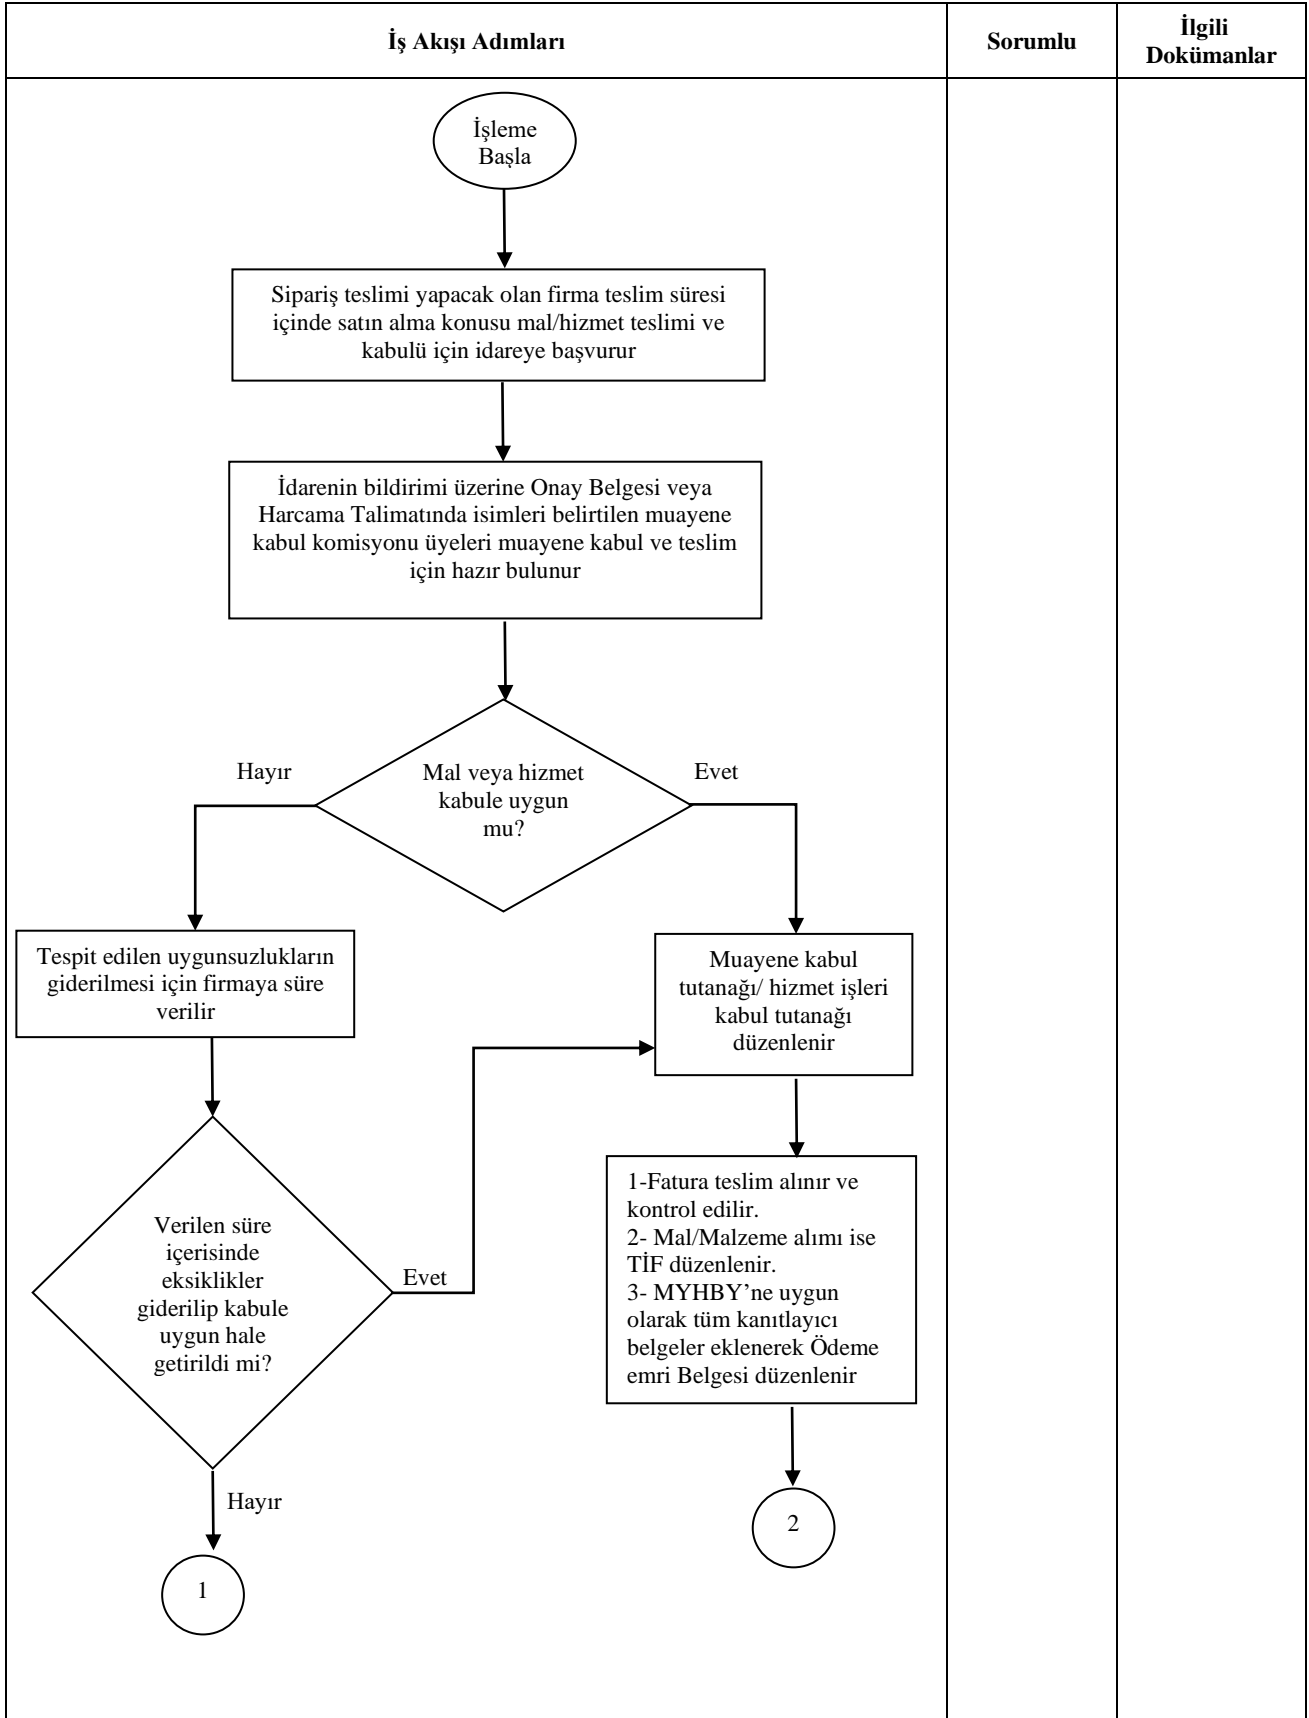 İş Akışı Adımları
Sorumlu
İlgili
Dokümanlar
İşleme
Başla
Sipariş teslimi yapacak olan firma teslim süresi
içinde satın alma konusu mal/hizmet teslimi ve
kabulü için idareye başvurur
İdarenin bildirimi üzerine Onay Belgesi veya
Harcama Talimatında isimleri belirtilen muayene
kabul komisyonu üyeleri muayene kabul ve teslim
için hazır bulunur
Hayır
Mal veya hizmet
kabule uygun
mu?
Evet
Tespit edilen uygunsuzlukların
giderilmesi için firmaya süre
verilir
Muayene kabul
tutanağı/ hizmet işleri
kabul tutanağı
düzenlenir
Verilen süre
içerisinde
eksiklikler
giderilip kabule
uygun hale
getirildi mi?
Evet
1-Fatura teslim alınır ve
kontrol edilir.
2- Mal/Malzeme alımı ise
TİF düzenlenir.
3- MYHBY’ne uygun
olarak tüm kanıtlayıcı
belgeler eklenerek Ödeme
emri Belgesi düzenlenir
Hayır
2
1